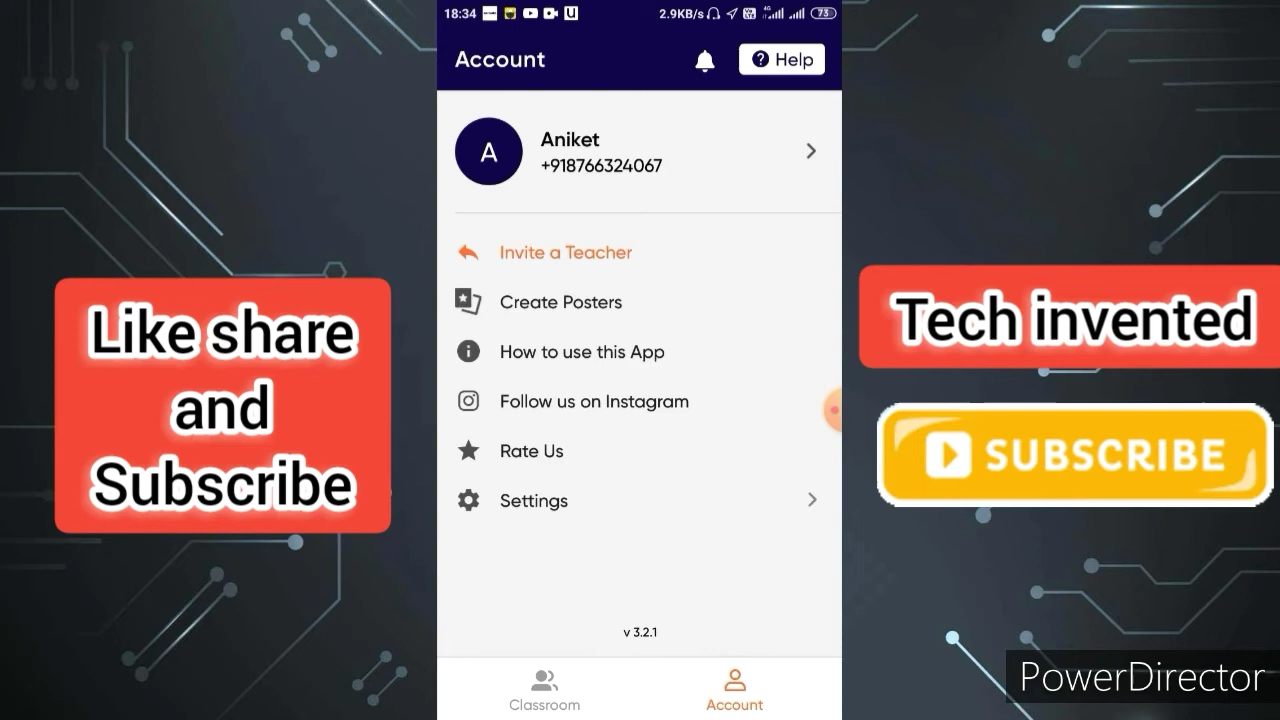 18:34
2.9KB/s
4G
73
Account
Help
A
Aniket
+918766324067
Invite a Teacher
Create Posters
How to use this App
Follow us on Instagram
Rate Us
Settings
v 3.2.1
Classroom
Account
Like share
and
Subscribe
Tech invented
SUBSCRIBE
PowerDirector